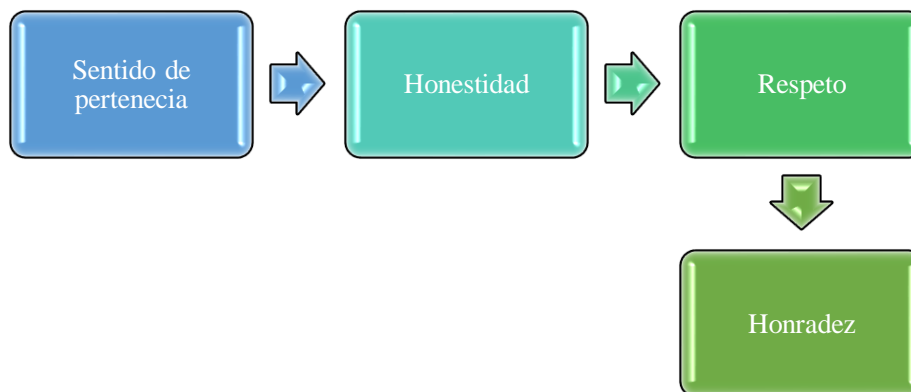 Sentido de
pertenecia
Honestidad
Respeto
Honradez